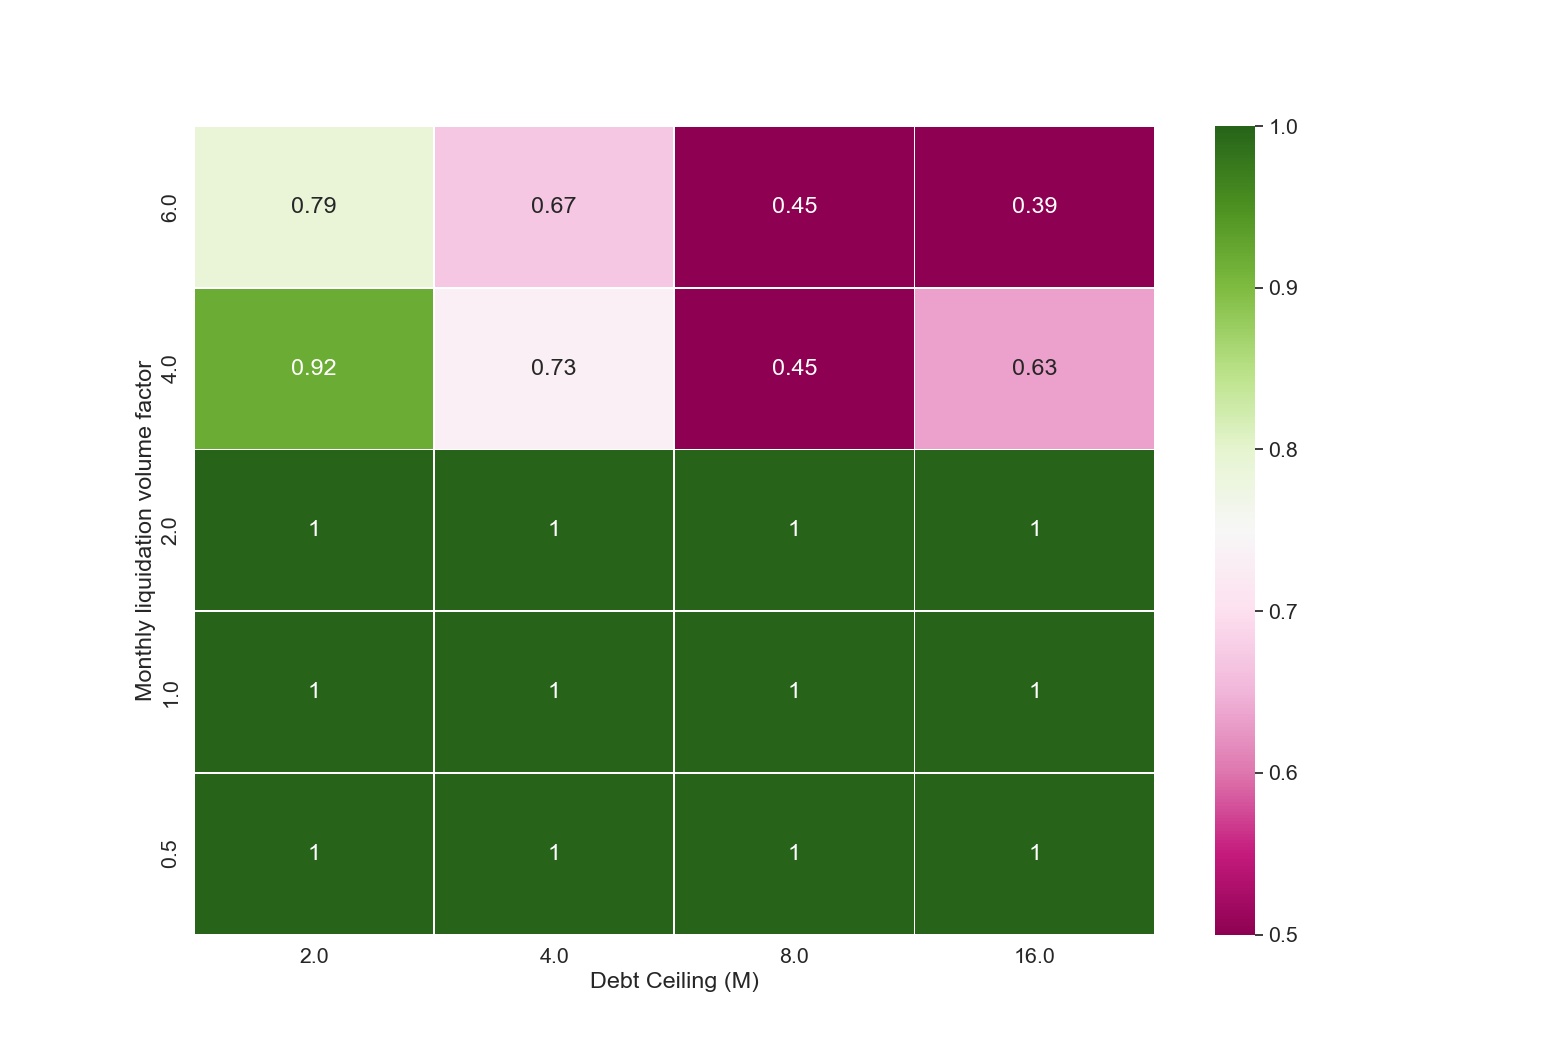 1.0
6.0 0.79 0.67 0.45 0.39
0.9
4.0 0.92 0.73 0.45 0.63
0.8
Monthly liquidation volume factor
2.0 1 1 1 1
0.7
1.0 1 1 1 1
0.6
0.5 1 1 1 1
0.5
2.0 4.0 8.0 16.0
Debt Ceiling (M)